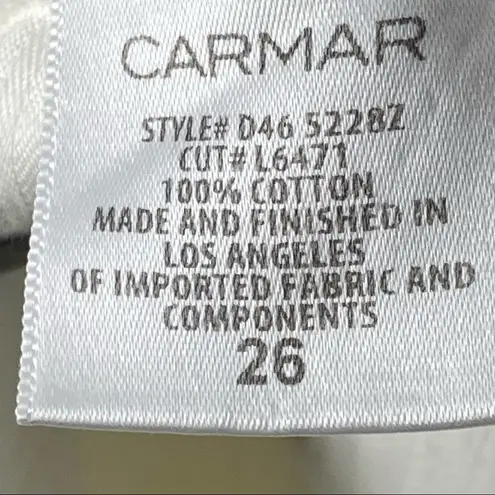 CARMAR
STYLE# D46 5228Z
CUT# L6471
100% COTTON
MADE AND FINISHED IN
LOS ANGELES
OF IMPORTED FABRIC AND
COMPONENTS
26